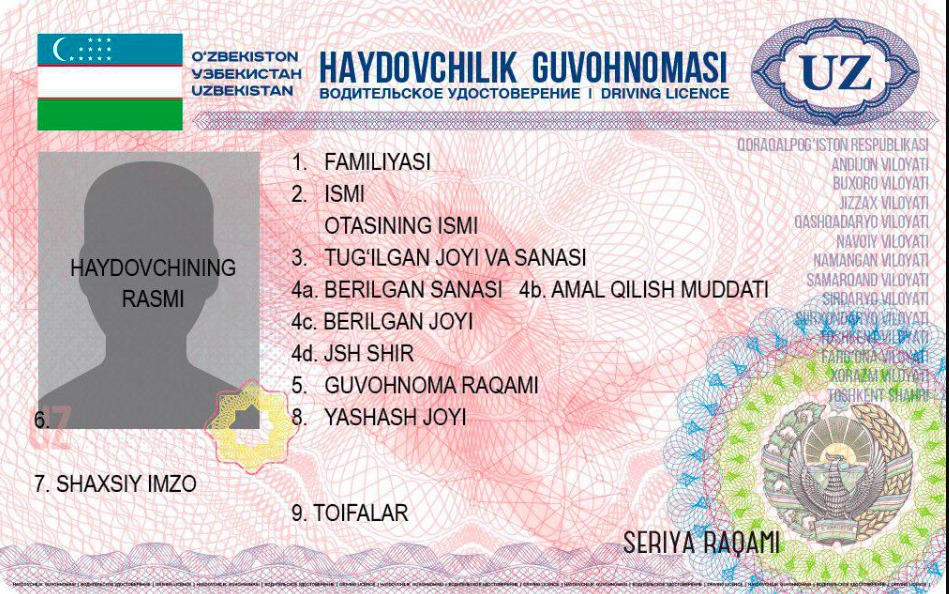 O'ZBEKISTON
УЗБЕКИСТАН
UZBEKISTAN
HAYDOVCHILIK GUVOHNOMASI
ВОДИТЕЛЬСКОЕ УДОСТОВЕРЕНИЕ I DRIVING LICENCE
UZ
QORAQALPOG'ISTON RESPUBLIKASI
ANDIJON VILOYATI
BUXORO VILOYATI
JIZZAX VILOYATI
QASHQADARYO VILOYATI
NAVOIY VILOYATI
NAMANGAN VILOYATI
SAMARQAND VILOYATI
SIRDARYO VILOYATI
SURXONDARYO VILOYATI
TOSHKENT VILOYATI
FARG'ONA VILOYATI
XORAZM VILOYATI
TOSHKENT SHAHRI
HAYDOVCHINING
RASMI
1. FAMILIYASI
2. ISMI
OTASINING ISMI
3. TUG‘ILGAN JOYI VA SANASI
4a. BERILGAN SANASI 4b. AMAL QILISH MUDDATI
4c. BERILGAN JOYI
4d. JSH SHIR
5. GUVOHNOMA RAQAMI
8. YASHASH JOYI
6.
UZ
7. SHAXSIY IMZO
9. TOIFALAR
SERIYA RAQAMI